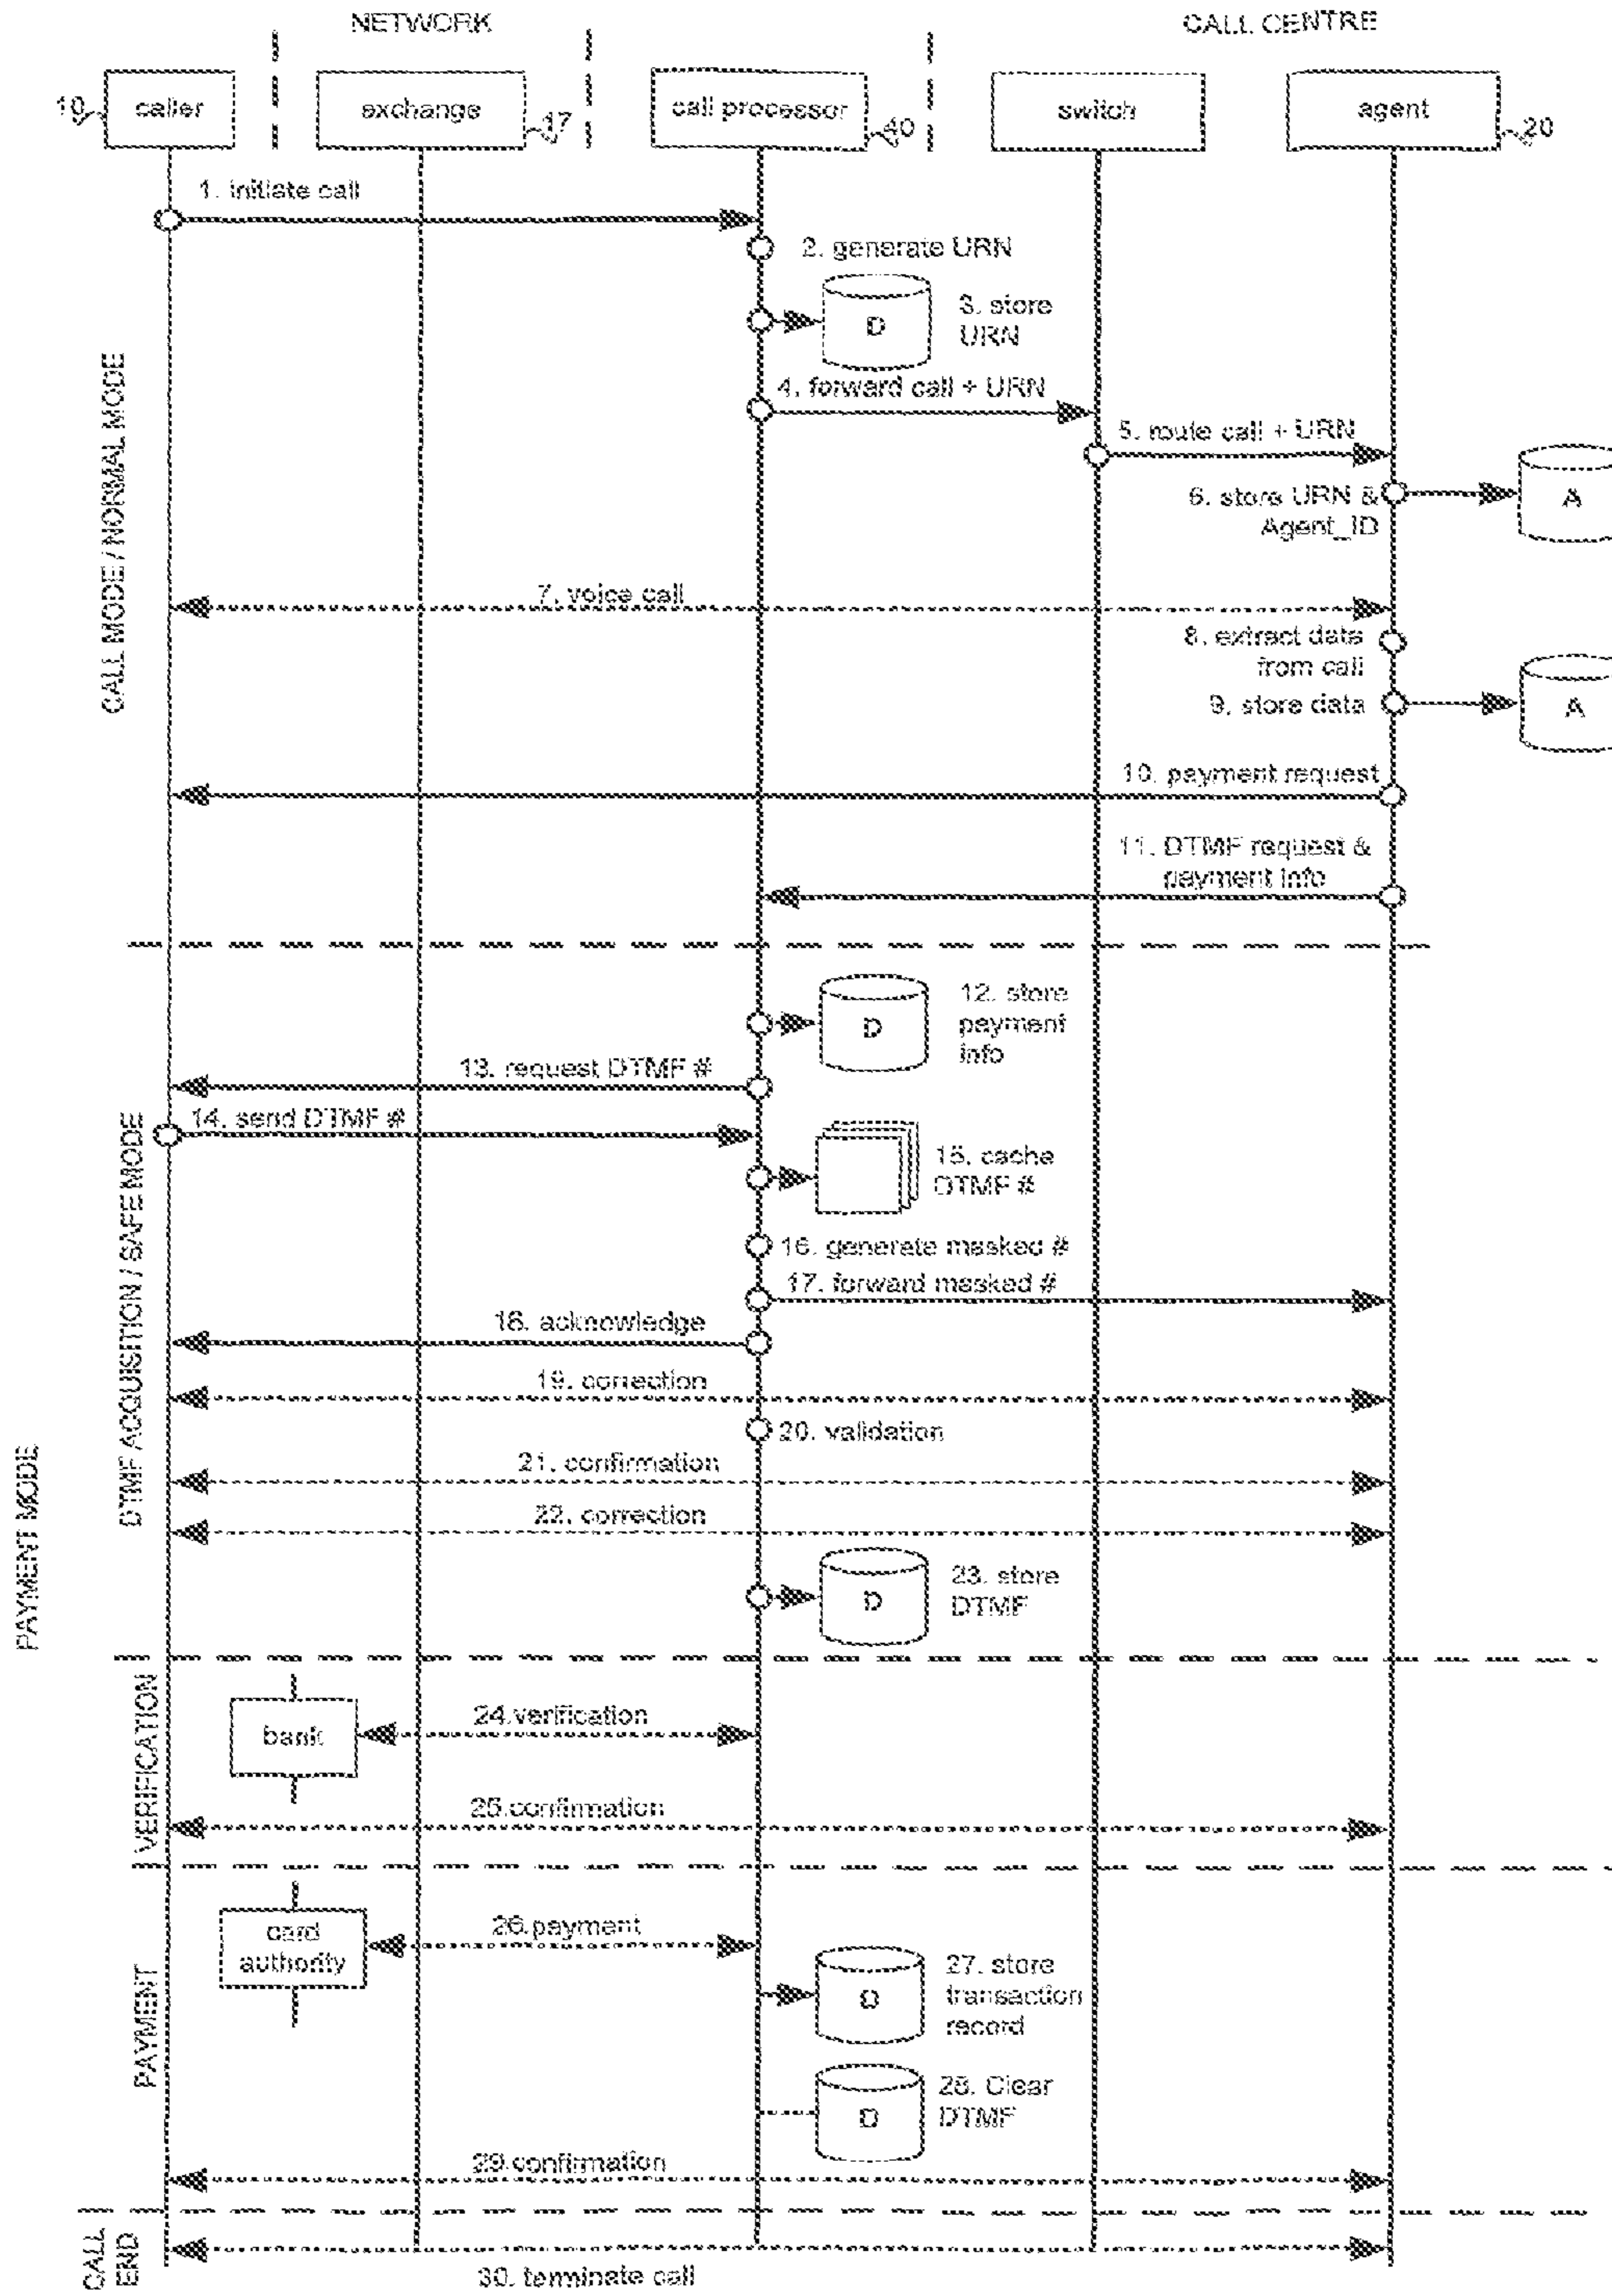 NETWORK
CALL CENTRE
10
caller
exchange
17
call processor
40
switch
agent
20
CALL MODE / NORMAL MODE
1. initiate call
2. generate URN
D
3. store
URN
4. forward call + URN
5. route call + URN
6. store URN &
Agent_ID
A
7. voice call
8. extract data
from call
9. store data
A
10. payment request
11. DTMF request &
payment info
PAYMENT MODE
DTMF ACQUISITION / SAFE MODE
D
12. store
payment
info
13. request DTMF #
14. send DTMF #
15. cache
DTMF #
16. generate masked #
17. forward masked #
18. acknowledge
19. correction
20. validation
21. confirmation
22. correction
D
23. store
DTMF
VERIFICATION
bank
24.verification
25.confirmation
PAYMENT
card
authority
26.payment
D
27. store
transaction
record
D
28. Clear
DTMF
29.confirmation
CALL
END
30. terminate call